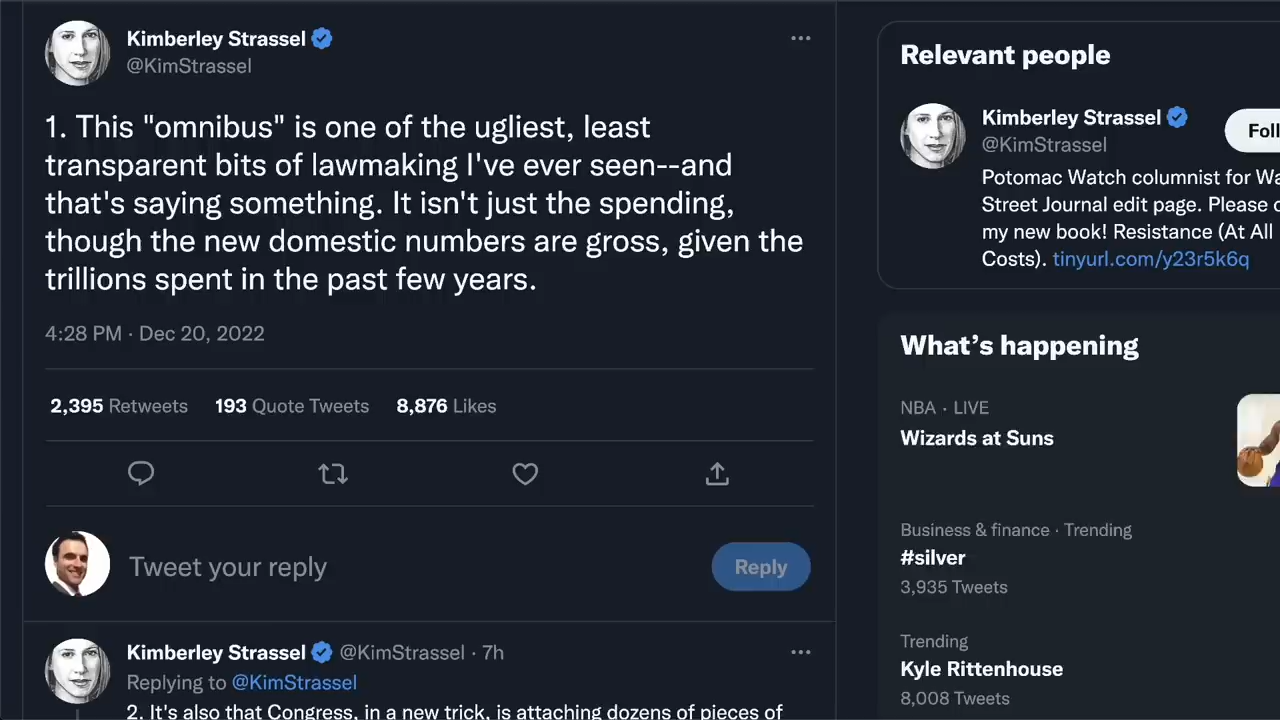 Kimberley Strassel
@KimStrassel
1. This "omnibus" is one of the ugliest, least
transparent bits of lawmaking I've ever seen--and
that's saying something. It isn't just the spending,
though the new domestic numbers are gross, given the
trillions spent in the past few years.
4:28 PM · Dec 20, 2022
2,395 Retweets 193 Quote Tweets 8,876 Likes
Tweet your reply
Reply
Kimberley Strassel @KimStrassel · 7h
Replying to @KimStrassel
2. It's also that Congress, in a new trick, is attaching dozens of pieces of
Relevant people
Kimberley Strassel
@KimStrassel
Foll
Potomac Watch columnist for Wa
Street Journal edit page. Please
my new book! Resistance (At All
Costs). tinyurl.com/y23r5k6q
What's happening
NBA · LIVE
Wizards at Suns
Business & finance · Trending
#silver
3,935 Tweets
Trending
Kyle Rittenhouse
8,008 Tweets